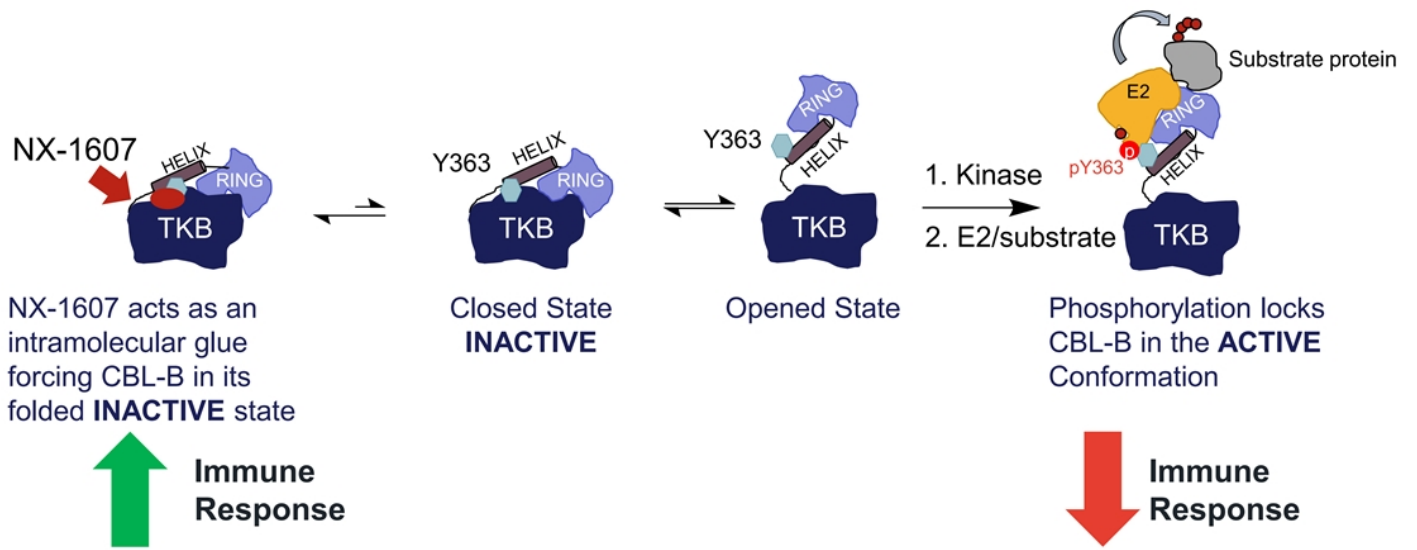 NX-1607
HELIX
RING
TKB
NX-1607 acts as an
intramolecular glue
forcing CBL-B in its
folded INACTIVE state
Immune
Response
Y363
HELIX
RING
TKB
Closed State
INACTIVE
Y363
RING
HELIX
TKB
Opened State
1. Kinase
2. E2/substrate
Substrate protein
E2
RING
p
pY363
HELIX
TKB
Phosphorylation locks
CBL-B in the ACTIVE
Conformation
Immune
Response